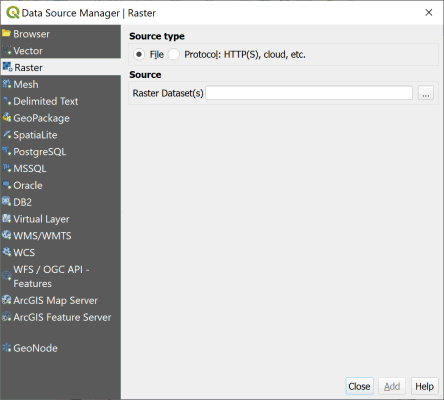 Data Source Manager | Raster
Browser
Vector
Raster
Mesh
Delimited Text
GeoPackage
SpatiaLite
PostgreSQL
MSSQL
Oracle
DB2
Virtual Layer
WMS/WMTS
WCS
WFS / OGC API -
Features
ArcGIS Map Server
ArcGIS Feature Server
GeoNode
Source type
File
Protocol: HTTP(S), cloud, etc.
Source
Raster Dataset(s)
...
Close
Add
Help